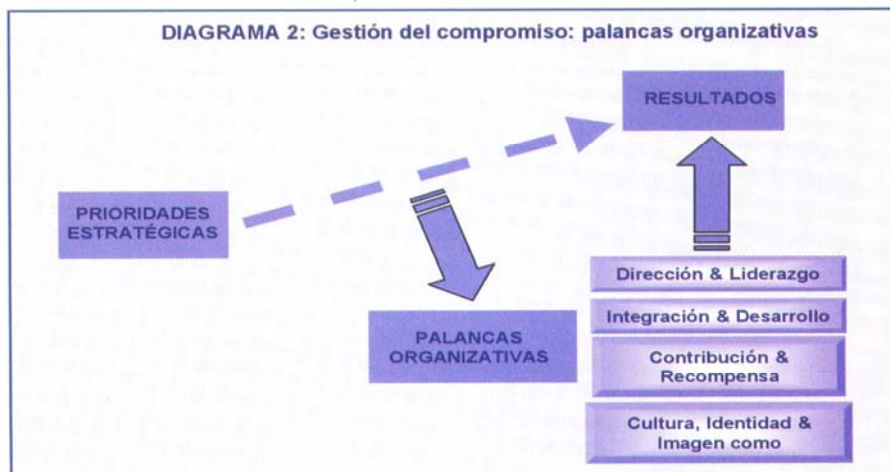 DIAGRAMA 2: Gestión del compromiso: palancas organizativas
RESULTADOS
PRIORIDADES
ESTRATÉGICAS
Dirección & Liderazgo
Integración & Desarrollo
PALANCAS
ORGANIZATIVAS
Contribución &
Recompensa
Cultura, Identidad &
Imagen como